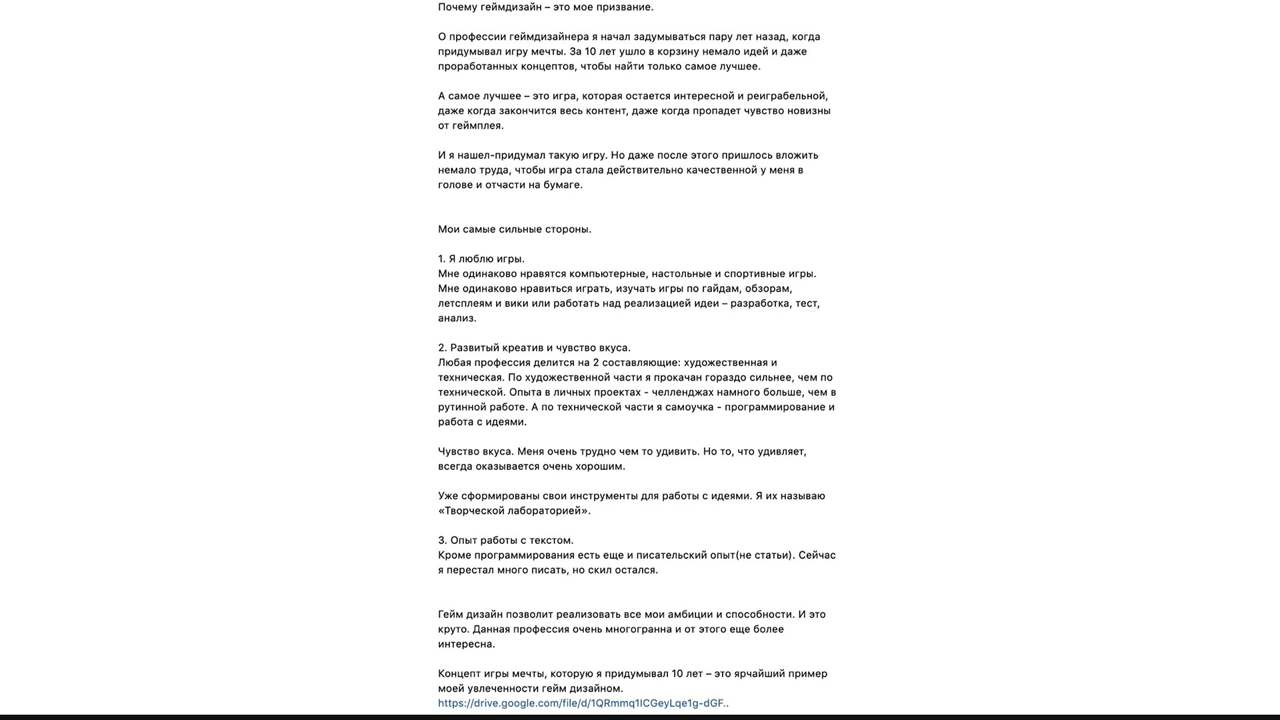 Почему геймдизайн – это мое призвание.
О профессии геймдизайнера я начал задумываться пару лет назад, когда
придумывал игру мечты. За 10 лет ушло в корзину немало идей и даже
проработанных концептов, чтобы найти только самое лучшее.
А самое лучшее – это игра, которая остается интересной и реиграбельной,
даже когда закончится весь контент, даже когда пропадет чувство новизны
от геймплея.
И я нашел-придумал такую игру. Но даже после этого пришлось вложить
немало труда, чтобы игра стала действительно качественной у меня в
голове и отчасти на бумаге.
Мои самые сильные стороны.
1. Я люблю игры.
Мне одинаково нравятся компьютерные, настольные и спортивные игры.
Мне одинаково нравиться играть, изучать игры по гайдам, обзорам,
летсплеям и вики или работать над реализацией идеи – разработка, тест,
анализ.
2. Развитый креатив и чувство вкуса.
Любая профессия делится на 2 составляющие: художественная и
техническая. По художественной части я прокачан гораздо сильнее, чем по
технической. Опыта в личных проектах - челленджах намного больше, чем в
рутинной работе. А по технической части я самоучка - программирование и
работа с идеями.
Чувство вкуса. Меня очень трудно чем то удивить. Но то, что удивляет,
всегда оказывается очень хорошим.
Уже сформированы свои инструменты для работы с идеями. Я их называю
«Творческой лабораторией».
3. Опыт работы с текстом.
Кроме программирования есть еще и писательский опыт(не статьи). Сейчас
я перестал много писать, но скил остался.
Гейм дизайн позволит реализовать все мои амбиции и способности. И это
круто. Данная профессия очень многогранна и от этого еще более
интересна.
Концепт игры мечты, которую я придумывал 10 лет – это ярчайший пример
моей увлеченности гейм дизайном.
https://drive.google.com/file/d/1QRmmq1ICGeyLqe1g-dGF..